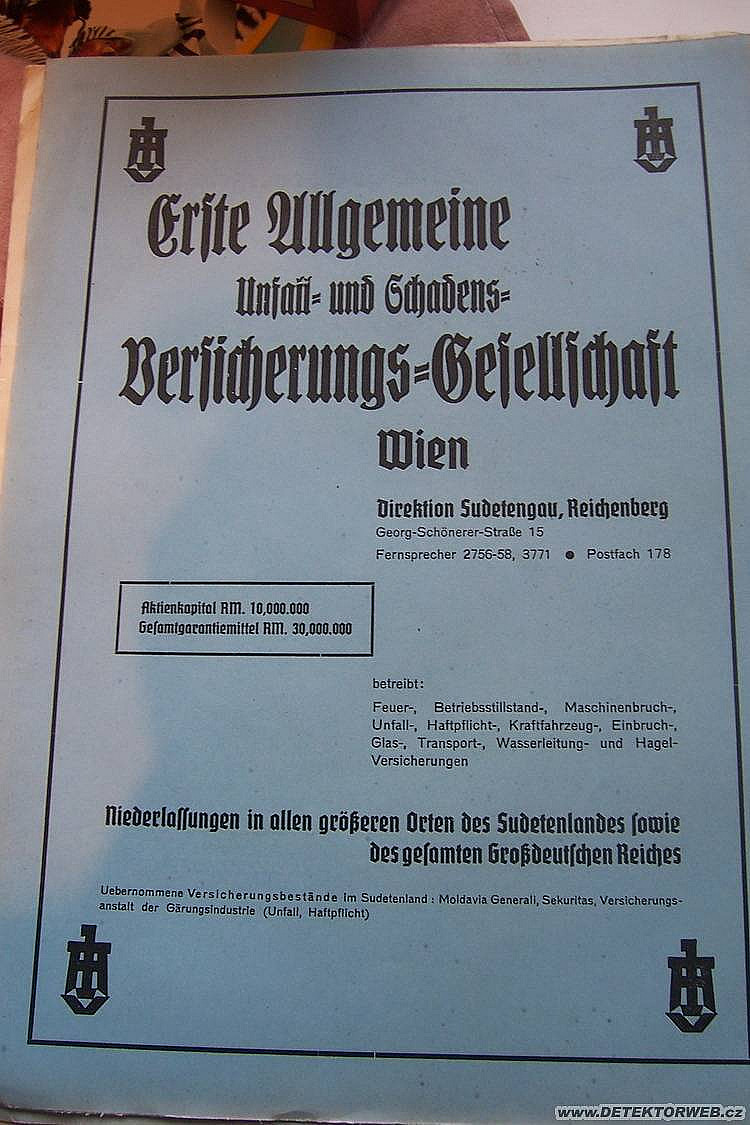 Erste Allgemeine
Unfall- und Schadens-
Versicherungs-Gesellschaft
Wien
Direktion Sudetengau, Reichenberg
Georg-Schönerer-Straße 15
Fernsprecher 2756-58, 3771 ● Postfach 178
Aktienkapital RM. 10,000.000
Gesamtgarantiemittel RM. 30,000.000
betreibt:
Feuer-, Betriebsstillstand-, Maschinenbruch-,
Unfall-, Haftpflicht-, Kraftfahrzeug-, Einbruch-,
Glas-, Transport-, Wasserleitung- und Hagel-
Versicherungen
Niederlassungen in allen größeren Orten des Sudetenlandes sowie
des gesamten Großdeutschen Reiches
Uebernommene Versicherungsbestände im Sudetenland: Moldavia Generali, Sekuritas, Versicherungs-
anstalt der Gärungsindustrie (Unfall, Haftpflicht)
www.DETEKTORWEB.cz